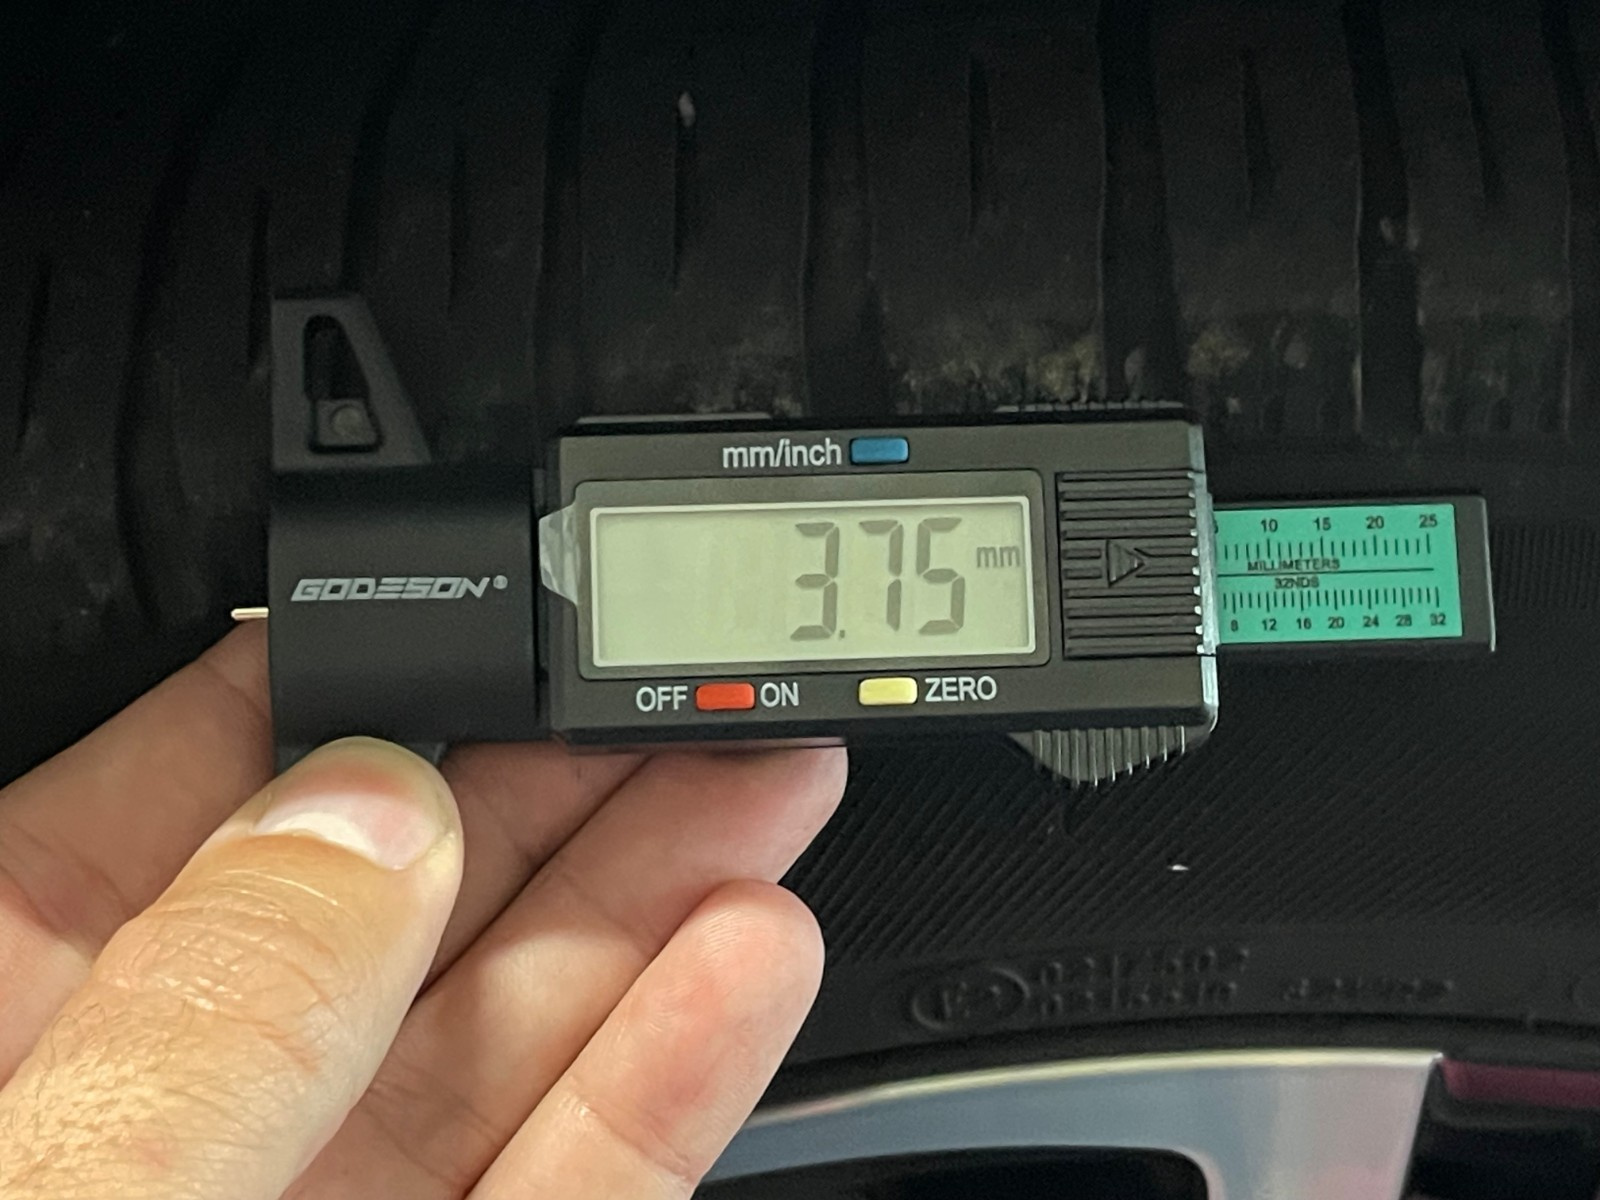 mm/inch
3.75 mm
GODESON®
OFF ON ZERO
10 15 20 25
MILLIMETERS
32NDS
8 12 16 20 24 28 32